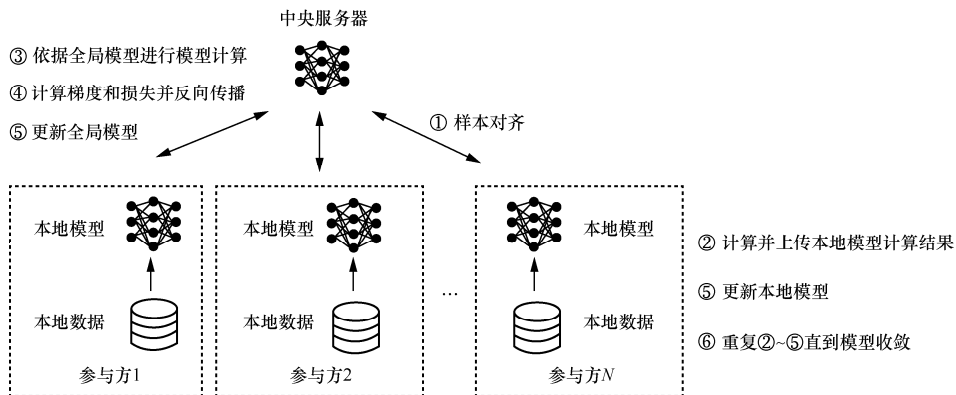 中央服务器
③ 依据全局模型进行模型计算
④ 计算梯度和损失并反向传播
⑤ 更新全局模型
① 样本对齐
本地模型
本地数据
参与方1
本地模型
本地数据
参与方2
…
本地模型
本地数据
参与方N
② 计算并上传本地模型计算结果
⑤ 更新本地模型
⑥ 重复②~⑤直到模型收敛